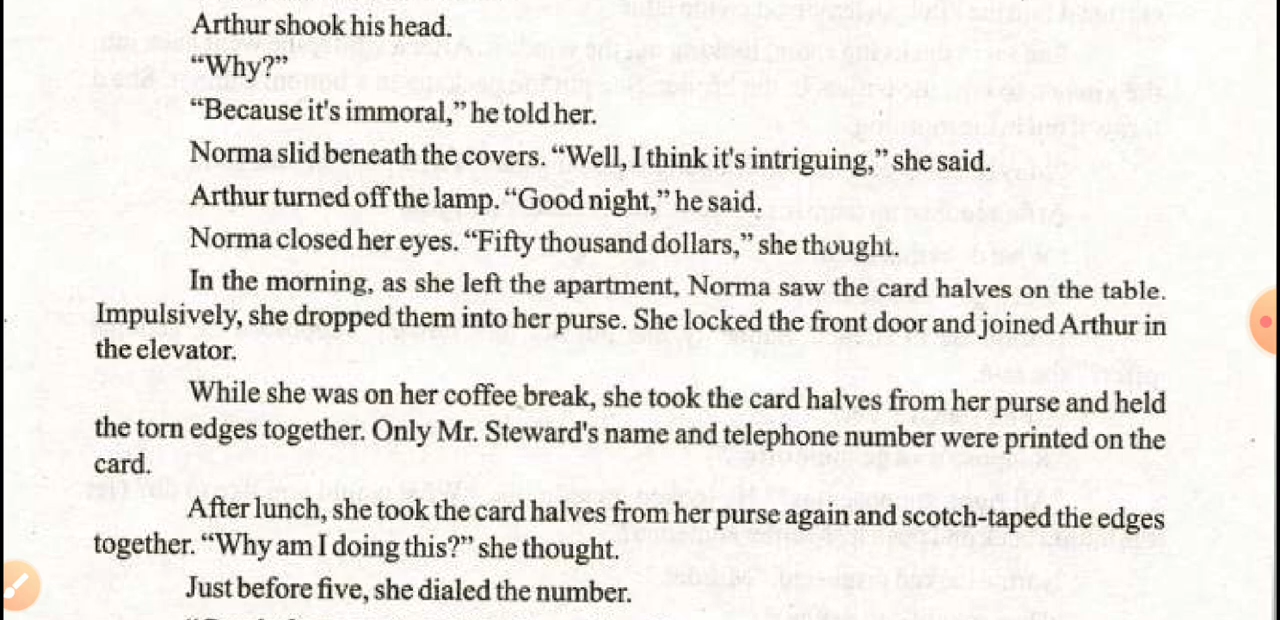 Arthur shook his head.
“Why?”
“Because it's immoral,” he told her.
Norma slid beneath the covers. “Well, I think it's intriguing,” she said.
Arthur turned off the lamp. “Good night,” he said.
Norma closed her eyes. “Fifty thousand dollars,” she thought.
In the morning, as she left the apartment, Norma saw the card halves on the table.
Impulsively, she dropped them into her purse. She locked the front door and joined Arthur in
the elevator.
While she was on her coffee break, she took the card halves from her purse and held
the torn edges together. Only Mr. Steward's name and telephone number were printed on the
card.
After lunch, she took the card halves from her purse again and scotch-taped the edges
together. “Why am I doing this?” she thought.
Just before five, she dialed the number.